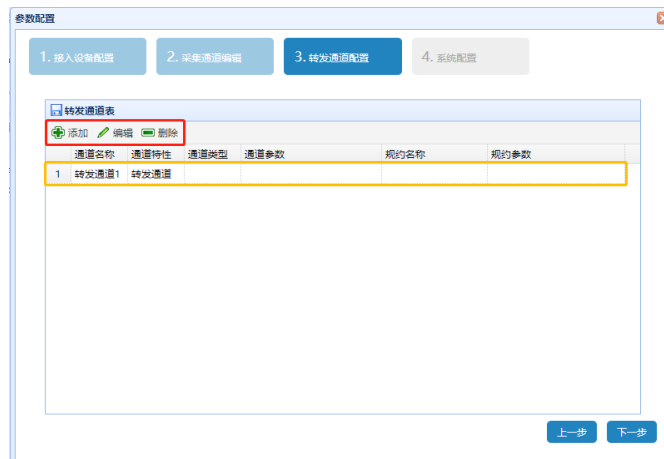 参数配置
1. 接入设备配置 2. 采集通道编辑 3. 转发通道配置 4. 系统配置
转发通道表
添加 编辑 删除
通道名称 通道特性 通道类型 通道参数 规约名称 规约参数
1 转发通道1 转发通道
上一步 下一步